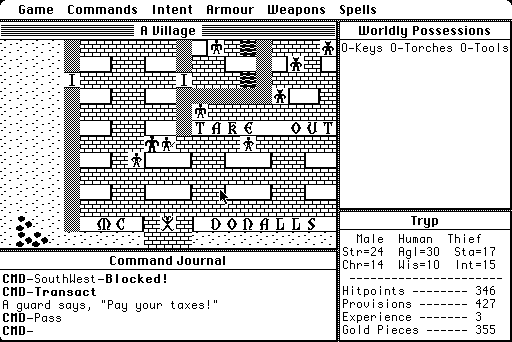 Game Commands Intent Armour Weapons Spells
A Village
TAKE OUT
MC DONALLS
Worldly Possessions
0-Keys 0-Torches 0-Tools
Tryp
Male Human Thief
Str=24 Agl=30 Sta=17
Chr=14 Wis=10 Int=15
Hitpoints ------- 346
Provisions ------ 427
Experience ------ 3
Gold Pieces ----- 355
Command Journal
CMD-SouthWest-Blocked!
CMD-Transact
A guard says, "Pay your taxes!"
CMD-Pass
CMD-